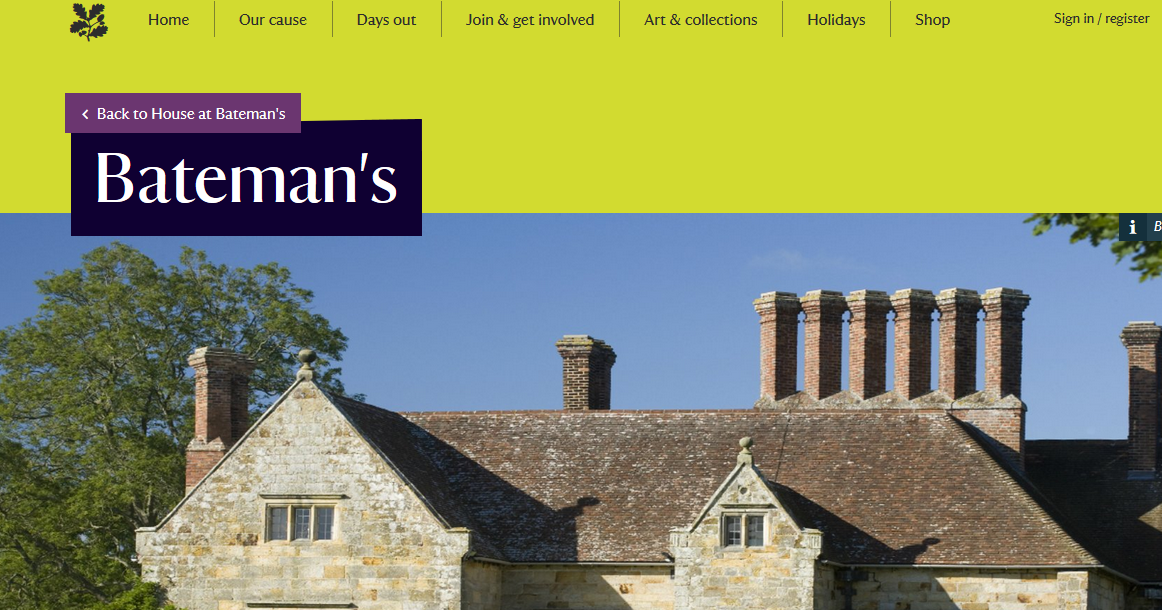 Home Our cause Days out Join & get involved Art & collections Holidays Shop Sign in / register
Back to House at Bateman's
Bateman's
i B